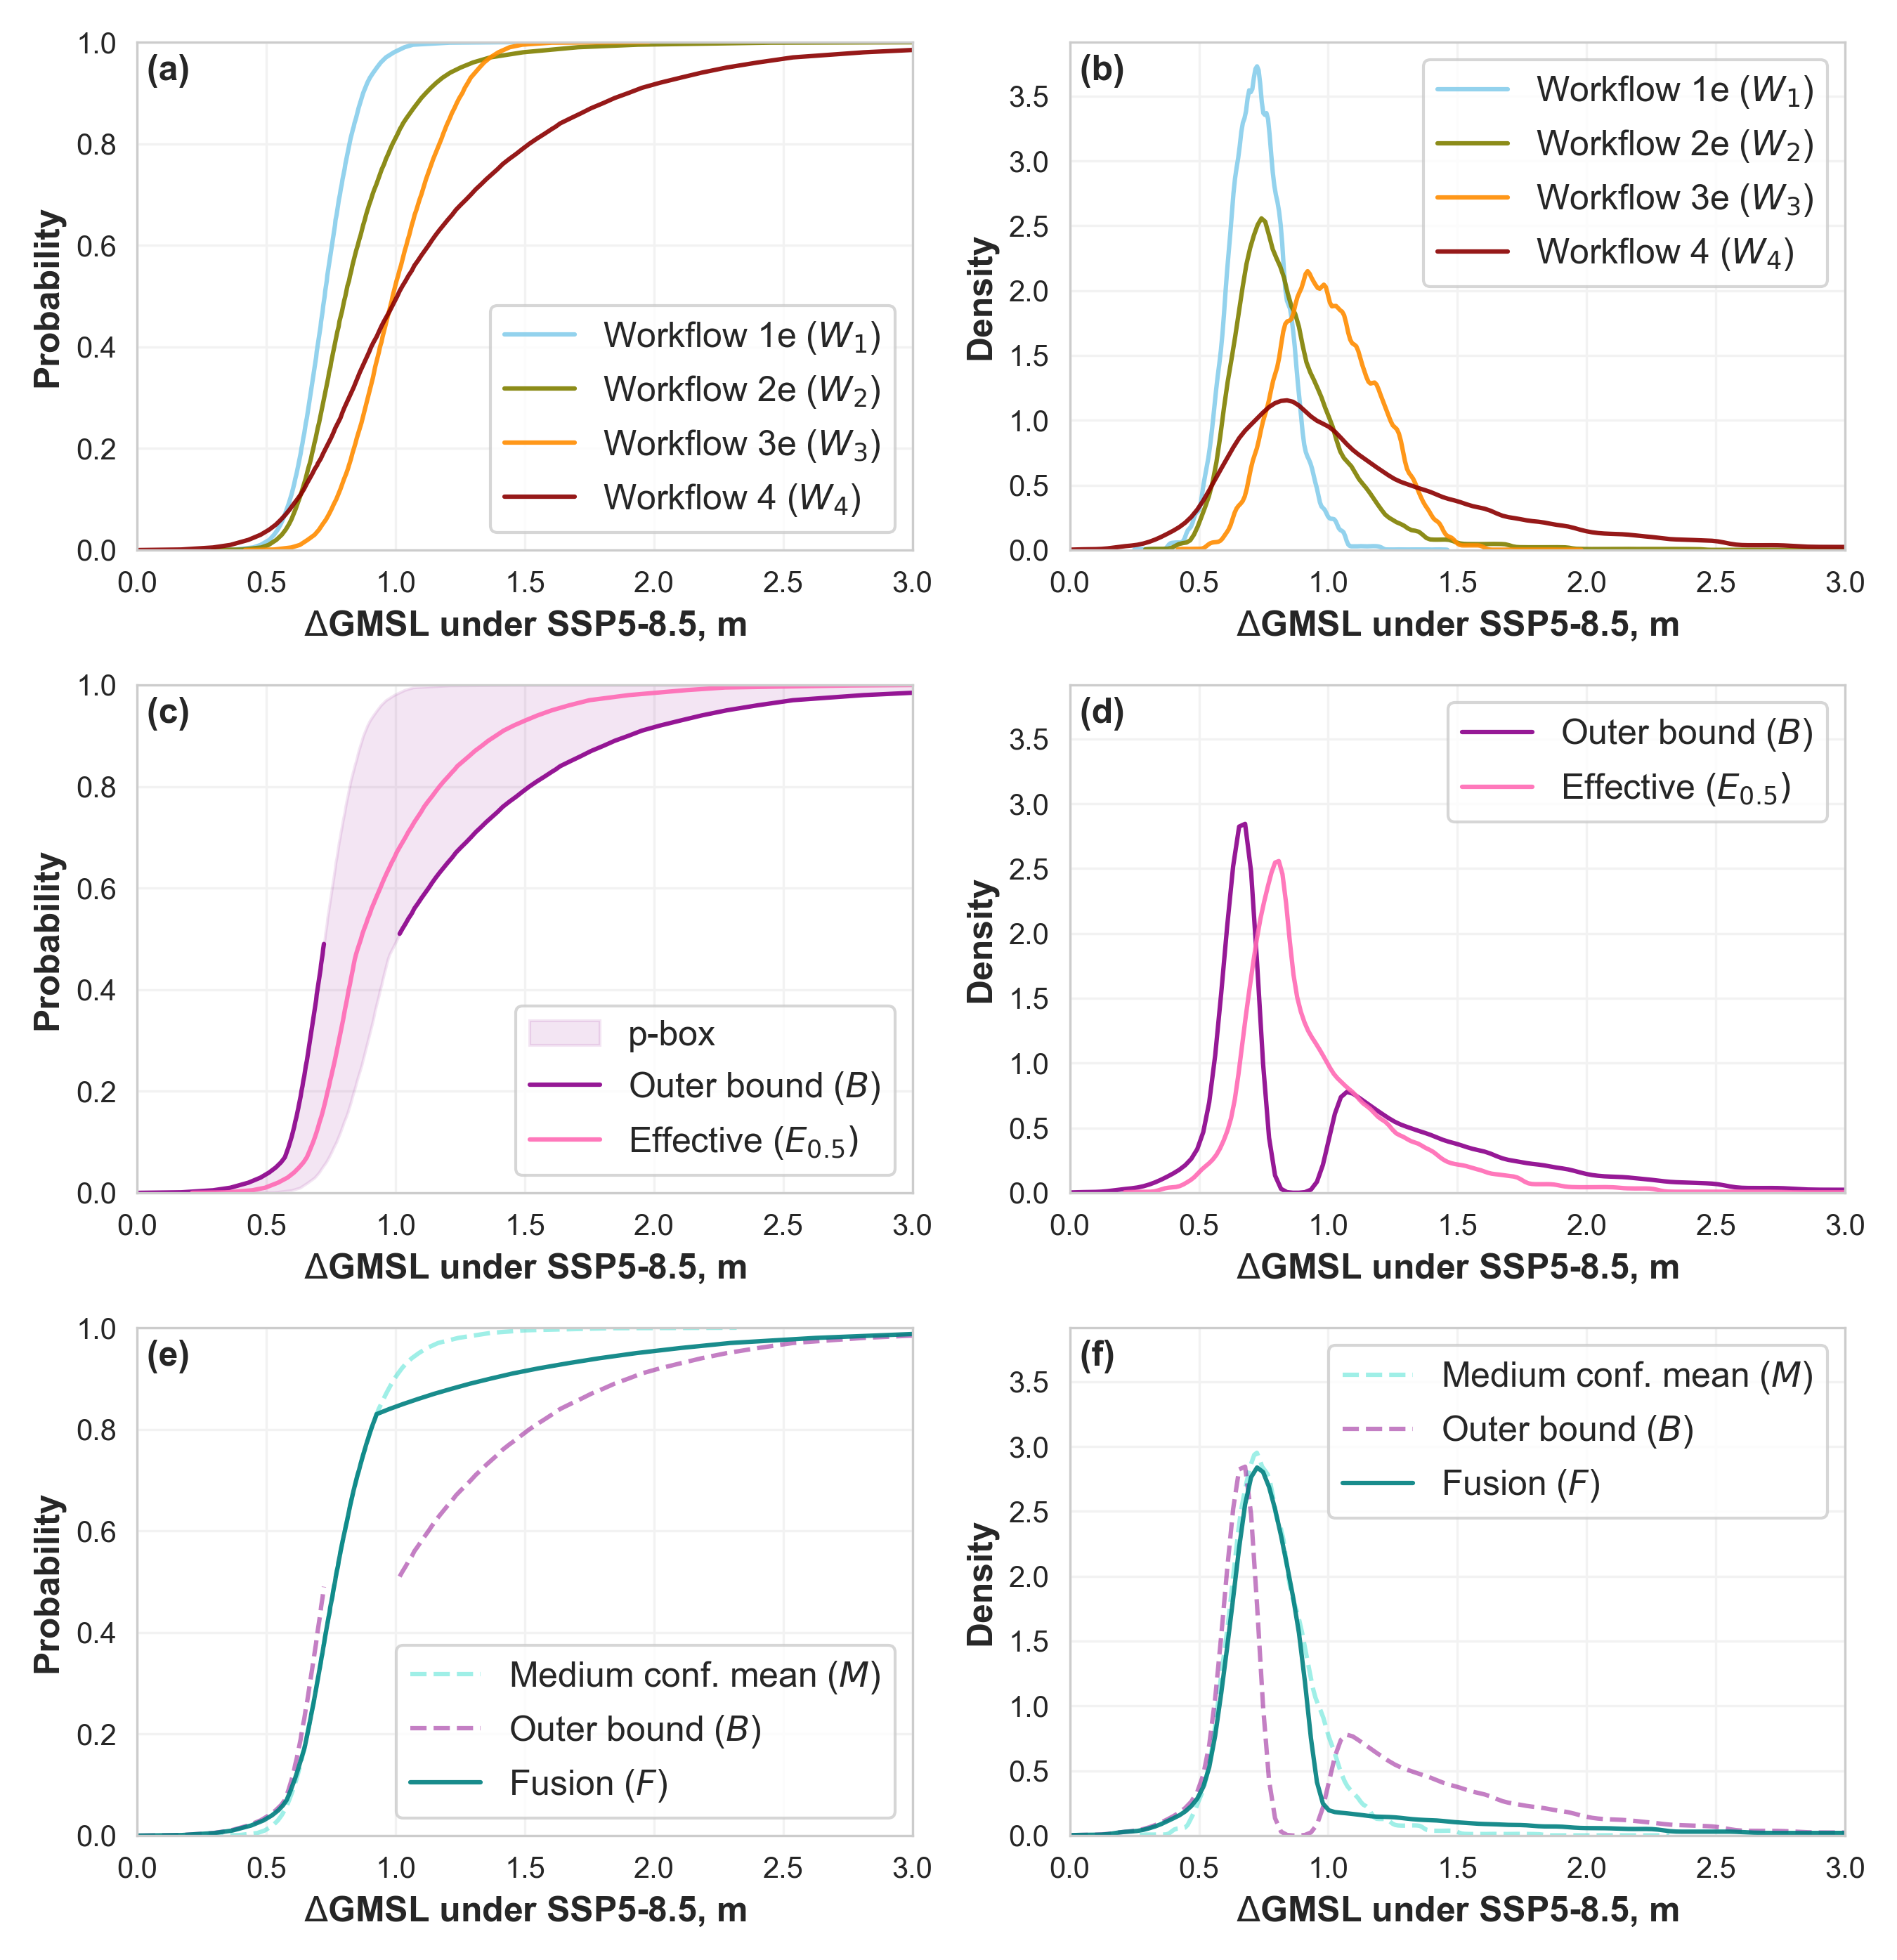 (a)
Probability
1.0
0.8
0.6
0.4
0.2
0.0
Workflow 1e (W₁)
Workflow 2e (W₂)
Workflow 3e (W₃)
Workflow 4 (W₄)
0.0 0.5 1.0 1.5 2.0 2.5 3.0
ΔGMSL under SSP5-8.5, m
(b)
Density
3.5
3.0
2.5
2.0
1.5
1.0
0.5
0.0
Workflow 1e (W₁)
Workflow 2e (W₂)
Workflow 3e (W₃)
Workflow 4 (W₄)
0.0 0.5 1.0 1.5 2.0 2.5 3.0
ΔGMSL under SSP5-8.5, m
(c)
Probability
1.0
0.8
0.6
0.4
0.2
0.0
p-box
Outer bound (B)
Effective (E₀.₅)
0.0 0.5 1.0 1.5 2.0 2.5 3.0
ΔGMSL under SSP5-8.5, m
(d)
Density
3.5
3.0
2.5
2.0
1.5
1.0
0.5
0.0
Outer bound (B)
Effective (E₀.₅)
0.0 0.5 1.0 1.5 2.0 2.5 3.0
ΔGMSL under SSP5-8.5, m
(e)
Probability
1.0
0.8
0.6
0.4
0.2
0.0
Medium conf. mean (M)
Outer bound (B)
Fusion (F)
0.0 0.5 1.0 1.5 2.0 2.5 3.0
ΔGMSL under SSP5-8.5, m
(f)
Density
3.5
3.0
2.5
2.0
1.5
1.0
0.5
0.0
Medium conf. mean (M)
Outer bound (B)
Fusion (F)
0.0 0.5 1.0 1.5 2.0 2.5 3.0
ΔGMSL under SSP5-8.5, m